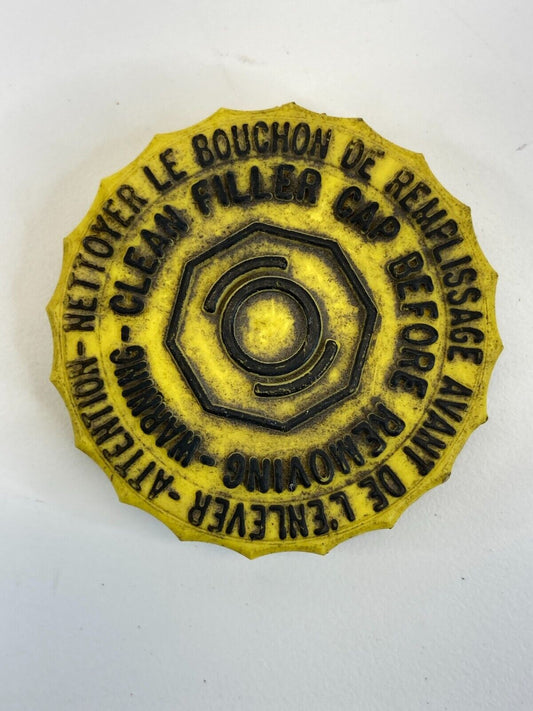 ATTENTION - NETTOYER LE BOUCHON DE REMPLISSAGE AVANT DE L'ENLEVER -
WARNING - CLEAN FILLER CAP BEFORE REMOVING -